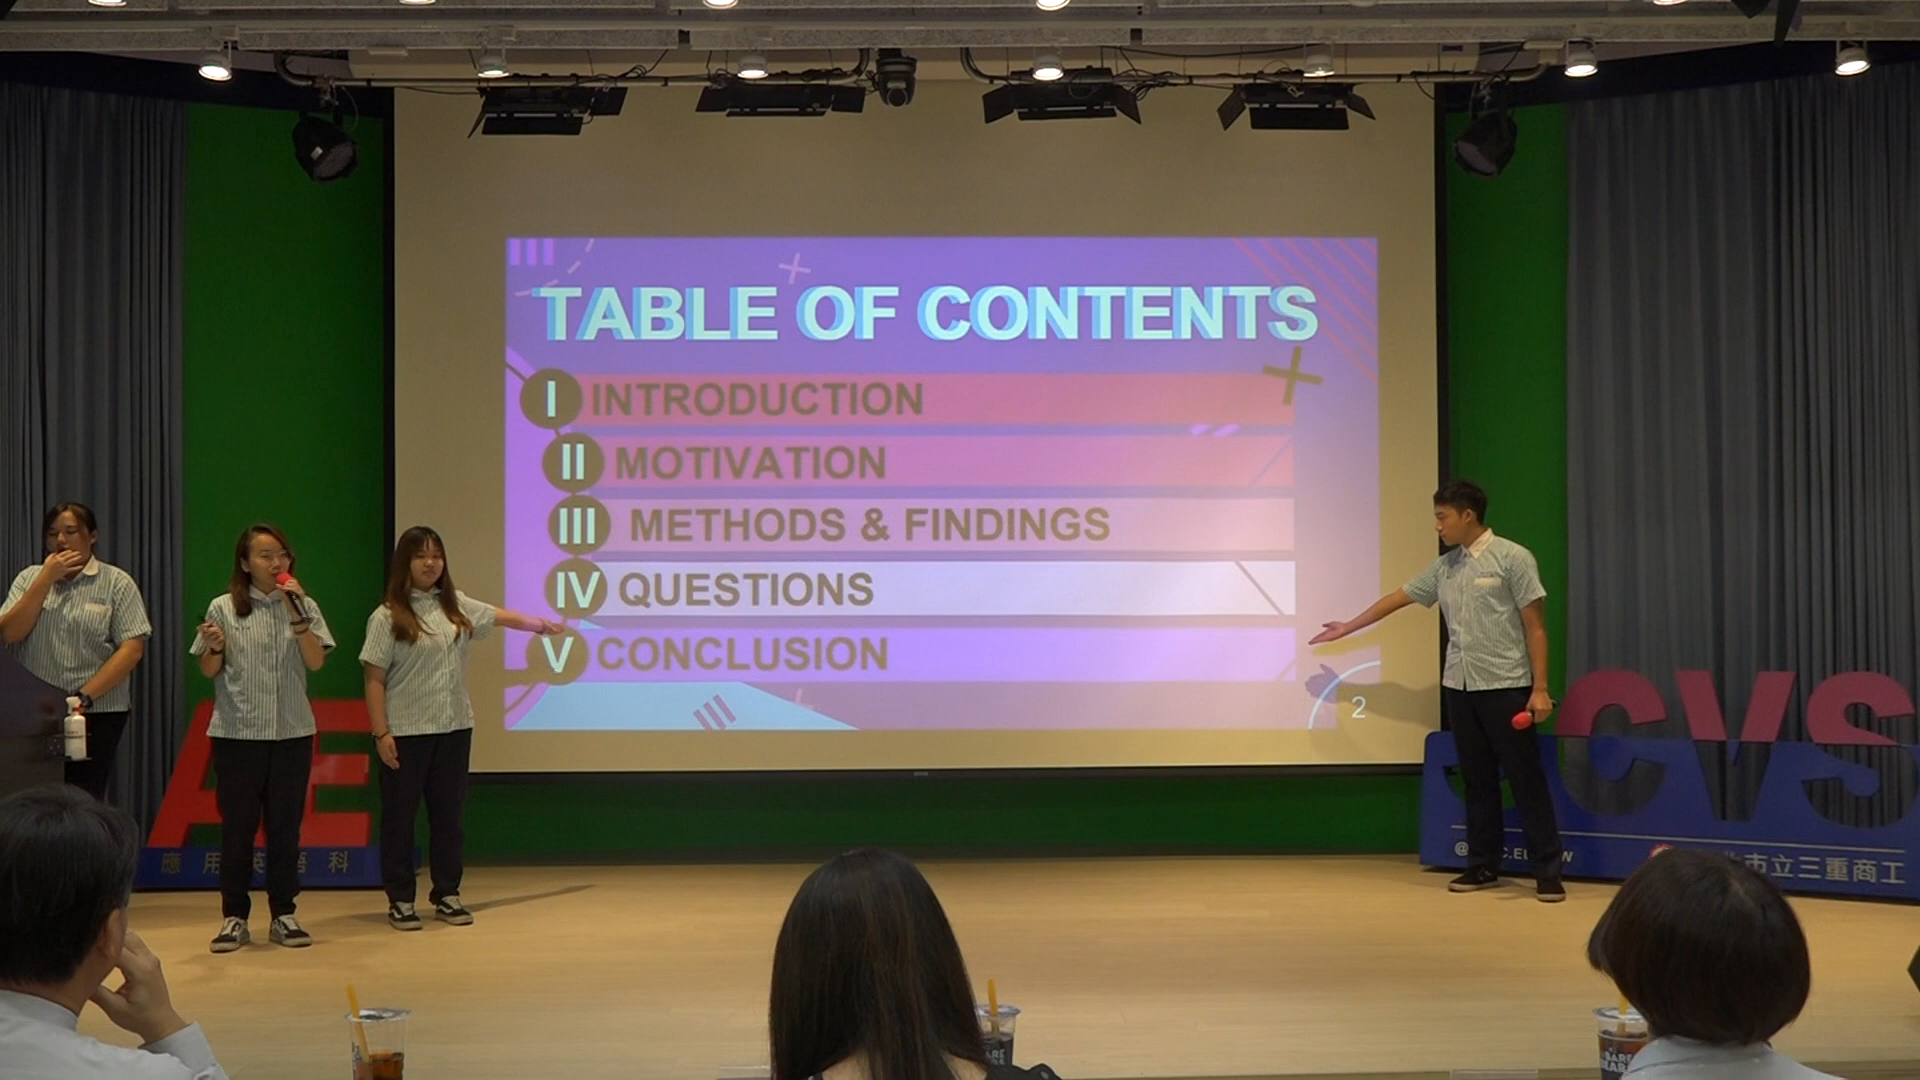 TABLE OF CONTENTS
I INTRODUCTION
II MOTIVATION
III METHODS & FINDINGS
IV QUESTIONS
V CONCLUSION
2
AE
應用英語科
CVS
市立三重商工
BARE